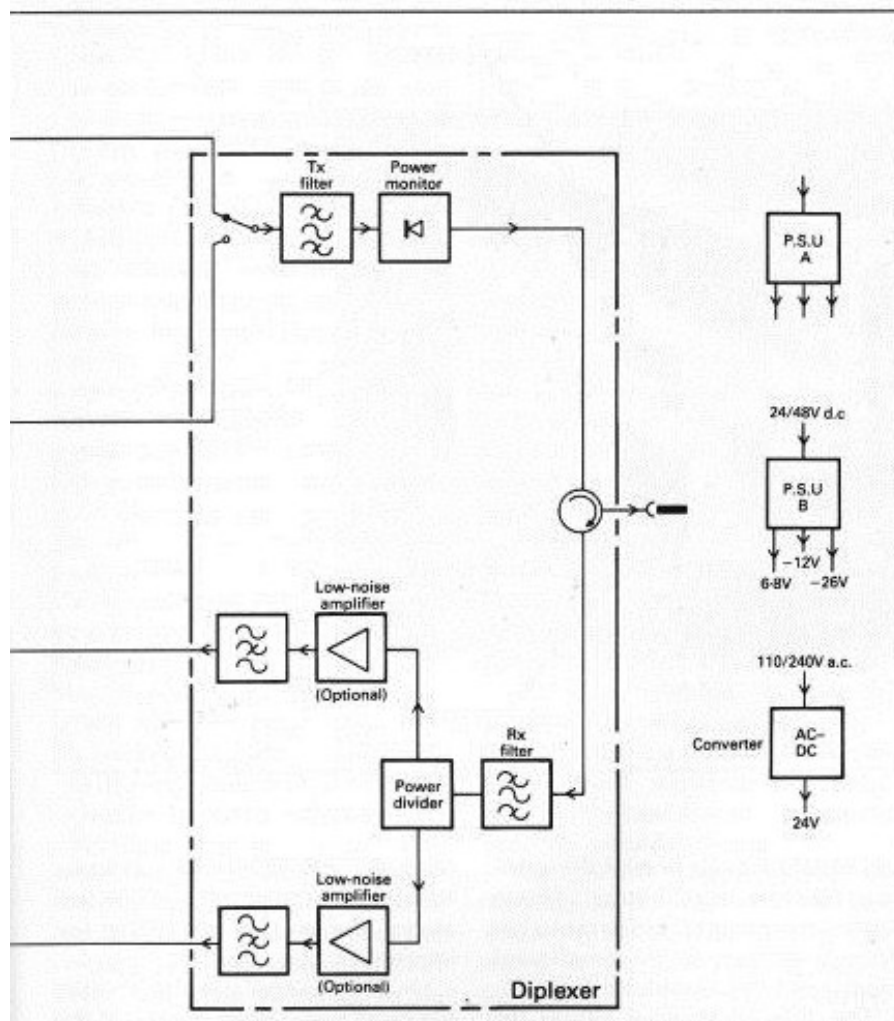 Tx
filter
Power
monitor
P.S.U
A
24/48V d.c
P.S.U
B
-12V
6·8V
-26V
Low-noise
amplifier
(Optional)
110/240V a.c.
Rx
filter
Converter
AC-
DC
Power
divider
24V
Low-noise
amplifier
(Optional)
Diplexer